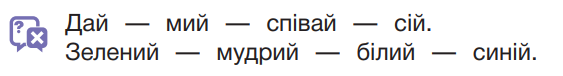 Дай — мий — співай — сій.
Зелений — мудрий — білий — синій.